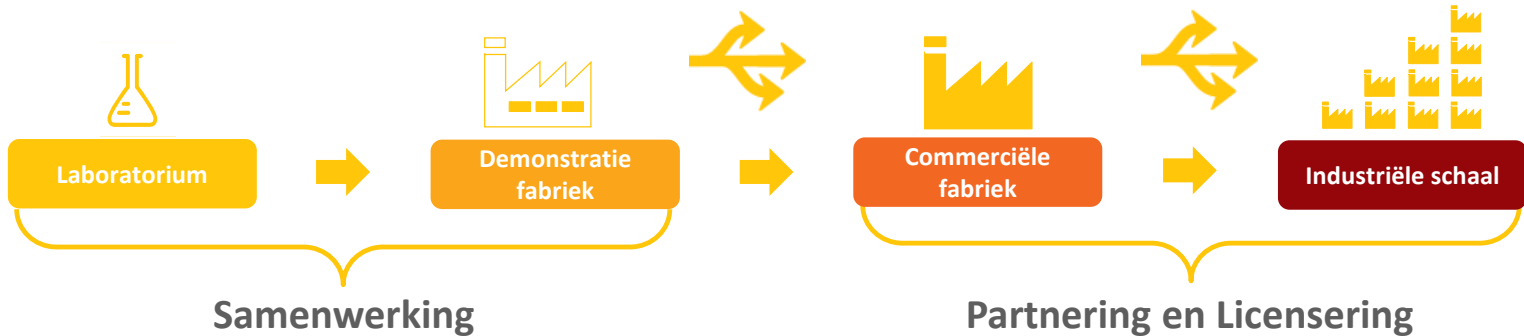 Laboratorium
Demonstratie
fabriek
Commerciële
fabriek
Industriële schaal
Samenwerking
Partnering en Licensering